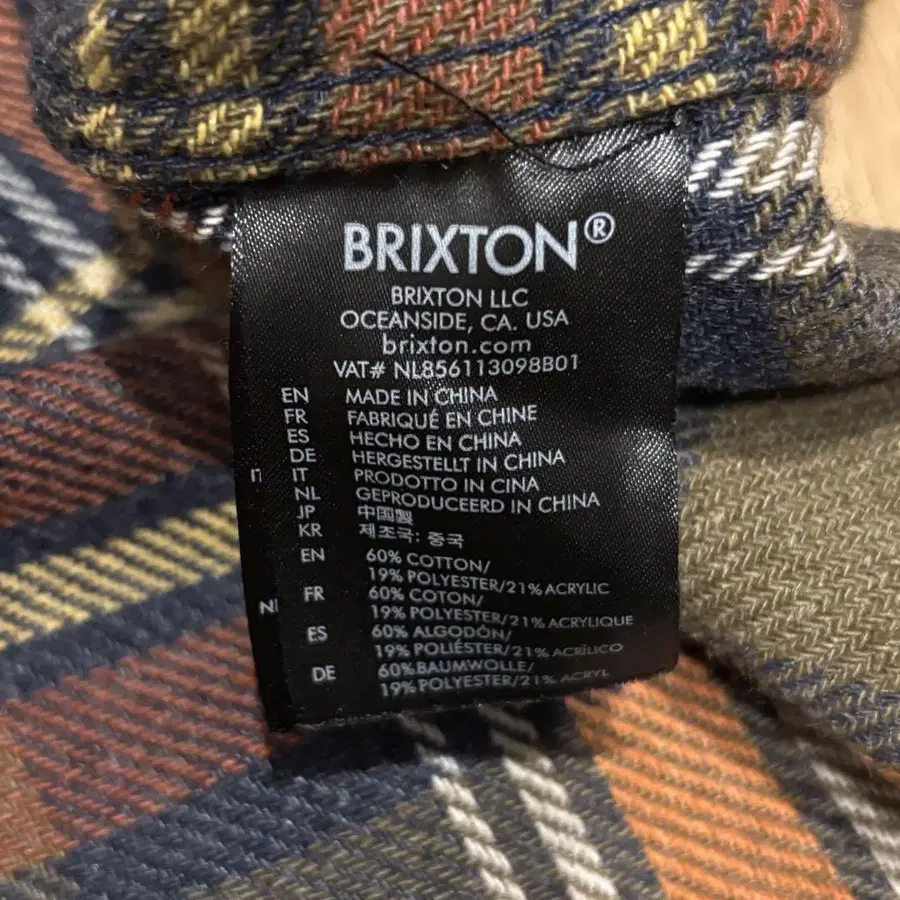 BRIXTON®
BRIXTON LLC
OCEANSIDE, CA. USA
brixton.com
VAT# NL856113098B01
EN MADE IN CHINA
FR FABRIQUÉ EN CHINE
ES HECHO EN CHINA
DE HERGESTELLT IN CHINA
IT PRODOTTO IN CINA
NL GEPRODUCEERD IN CHINA
JP 中国製
KR 제조국: 중국
EN 60% COTTON/
19% POLYESTER/21% ACRYLIC
FR 60% COTON/
19% POLYESTER/21% ACRYLIQUE
ES 60% ALGODÓN/
19% POLIÉSTER/21% ACRÍLICO
DE 60% BAUMWOLLE/
19% POLYESTER/21% ACRYL